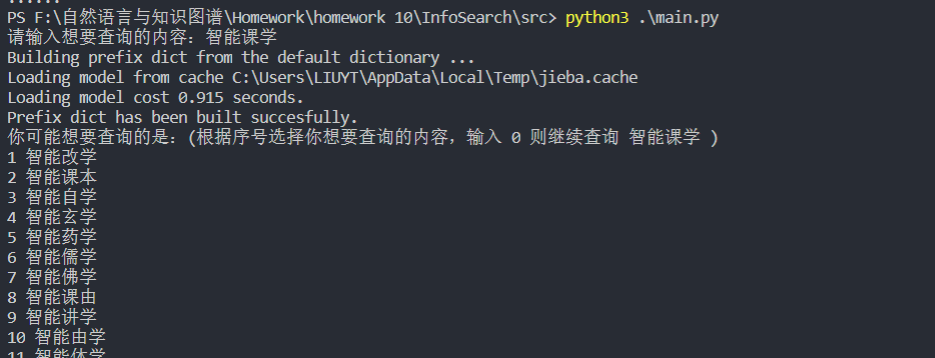 PS F:\自然语言与知识图谱\Homework\homework 10\InfoSearch\src> python3 .\main.py
请输入想要查询的内容：智能课学
Building prefix dict from the default dictionary ...
Loading model from cache C:\Users\LIUYT\AppData\Local\Temp\jieba.cache
Loading model cost 0.915 seconds.
Prefix dict has been built succesfully.
你可能想要查询的是：(根据序号选择你想要查询的内容，输入 0 则继续查询 智能课学 )
1 智能改学
2 智能课本
3 智能自学
4 智能玄学
5 智能药学
6 智能儒学
7 智能佛学
8 智能课由
9 智能讲学
10 智能由学
11 智能体学